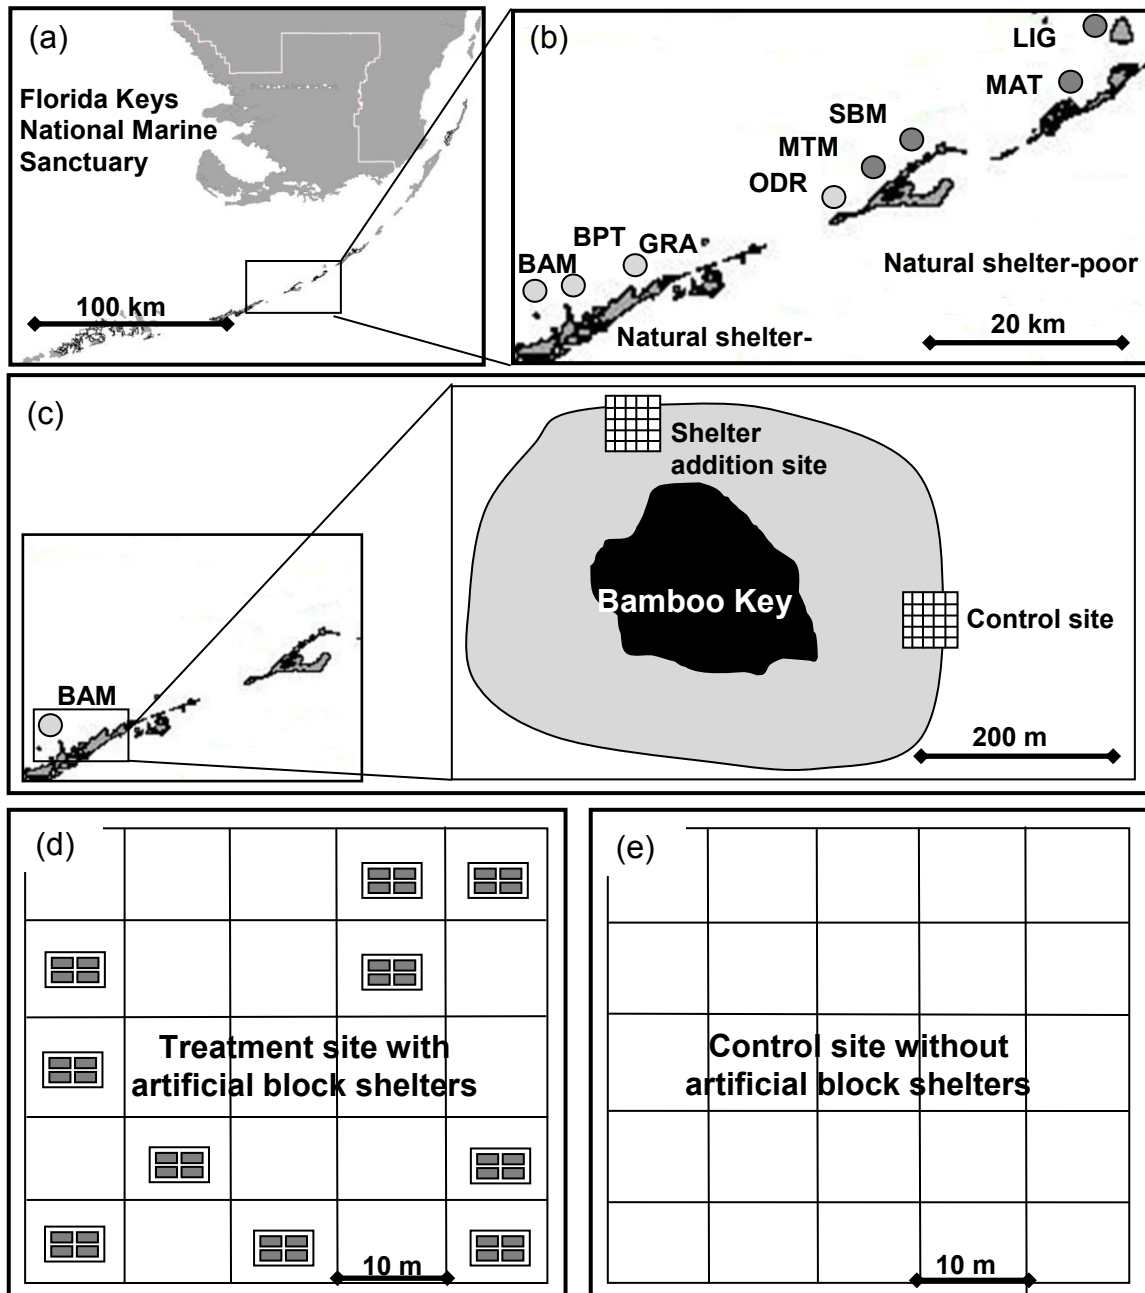 (a)
Florida Keys
National Marine
Sanctuary
100 km
(b)
LIG
MAT
SBM
MTM
ODR
BPT
GRA
BAM
Natural shelter-poor
Natural shelter-
20 km
(c)
BAM
Shelter
addition site
Bamboo Key
Control site
200 m
(d)
Treatment site with
artificial block shelters
10 m
(e)
Control site without
artificial block shelters
10 m